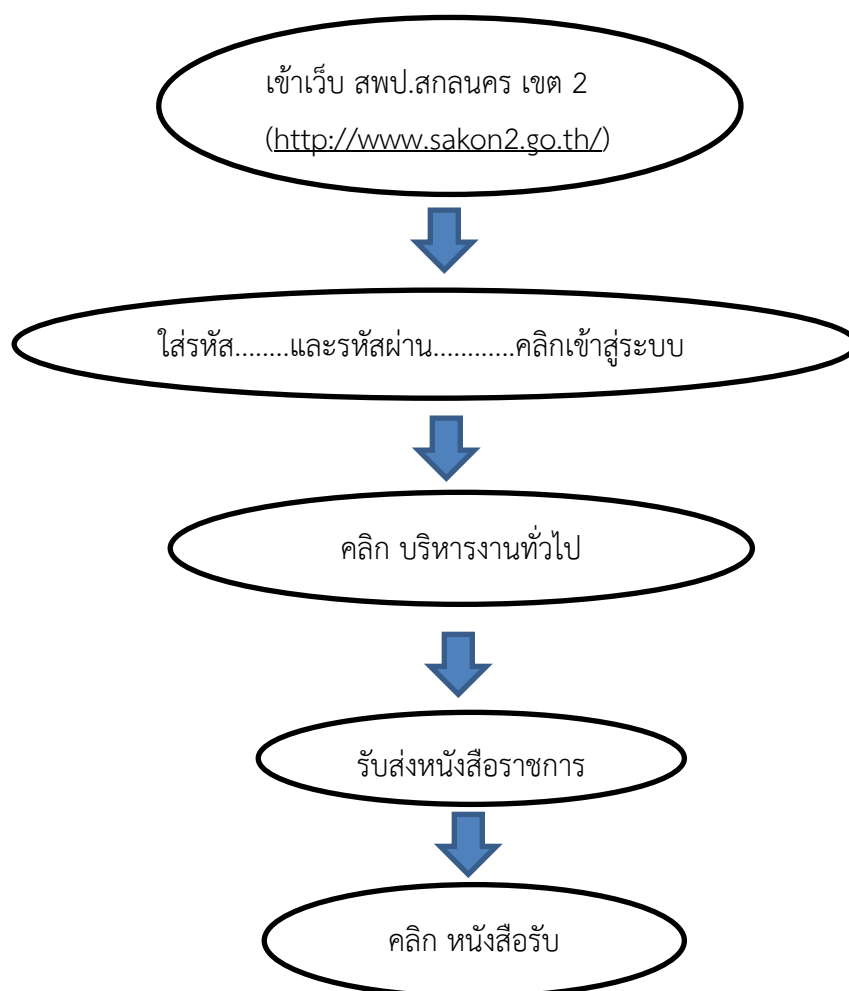 เข้าเว็บ สพป.สกลนคร เขต 2
(http://www.sakon2.go.th/)
ใส่รหัส........และรหัสผ่าน............คลิกเข้าสู่ระบบ
คลิก บริหารงานทั่วไป
รับส่งหนังสือราชการ
คลิก หนังสือรับ